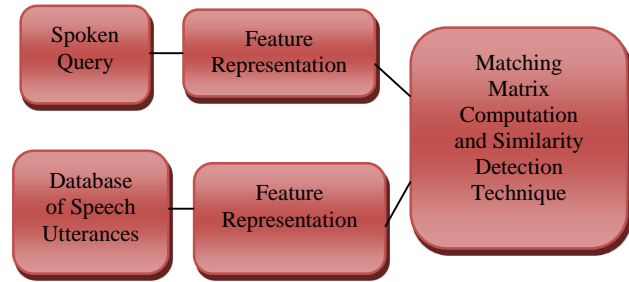 Spoken
Query
Feature
Representation
Matching
Matrix
Computation
and Similarity
Detection
Technique
Database
of Speech
Utterances
Feature
Representation